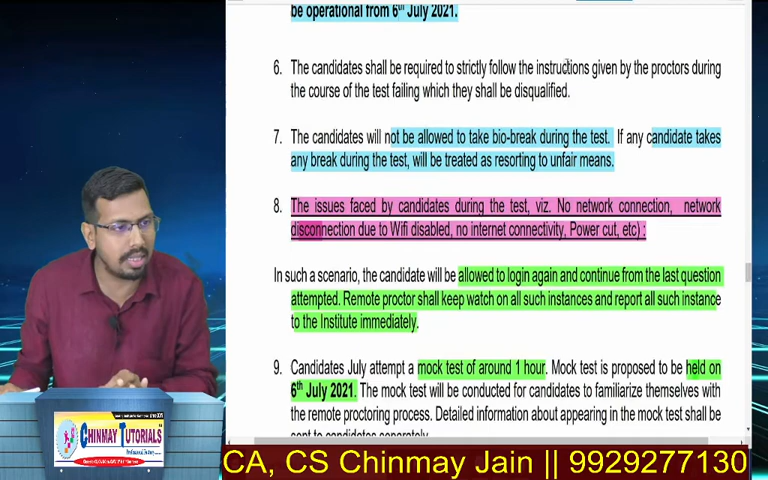 be operational from 6th July 2021.
6. The candidates shall be required to strictly follow the instructions given by the proctors during
the course of the test failing which they shall be disqualified.
7. The candidates will not be allowed to take bio-break during the test. If any candidate takes
any break during the test, will be treated as resorting to unfair means.
8. The issues faced by candidates during the test, viz. No network connection, network
disconnection due to Wifi disabled, no internet connectivity, Power cut, etc) :
In such a scenario, the candidate will be allowed to login again and continue from the last question
attempted. Remote proctor shall keep watch on all such instances and report all such instance
to the Institute immediately.
9. Candidates July attempt a mock test of around 1 hour. Mock test is proposed to be held on
6th July 2021. The mock test will be conducted for candidates to familiarize themselves with
the remote proctoring process. Detailed information about appearing in the mock test shall be
sent to candidates separately.
CHINMAY TUTORIALS
CA, CS Chinmay Jain || 9929277130